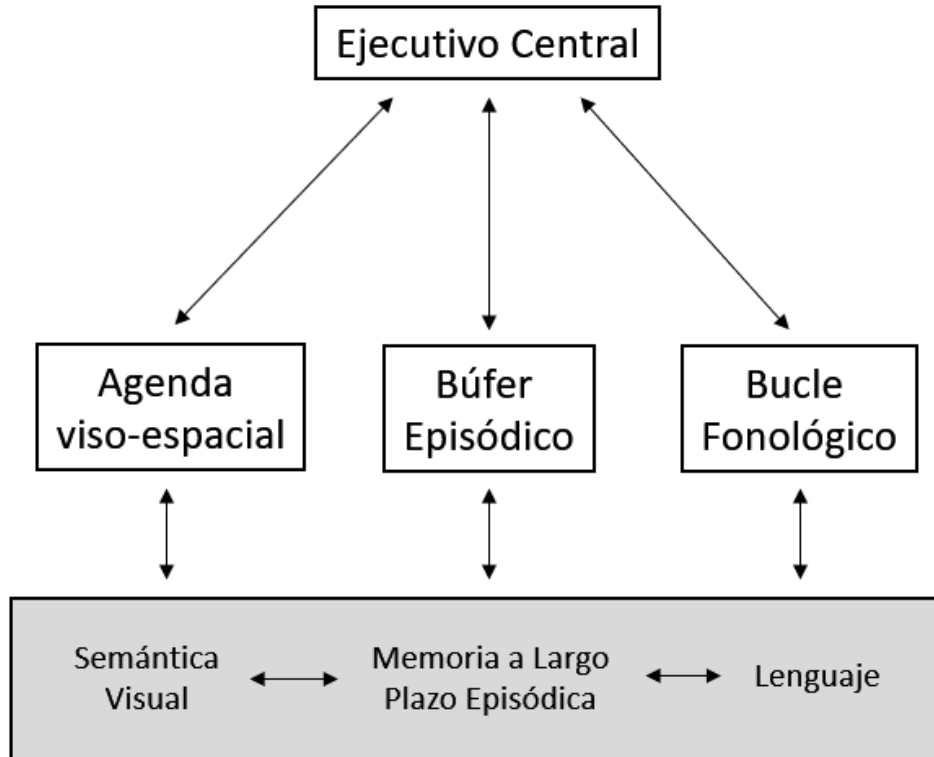 Ejecutivo Central
Agenda
viso-espacial
Búfer
Episódico
Bucle
Fonológico
Semántica
Visual
Memoria a Largo
Plazo Episódica
Lenguaje